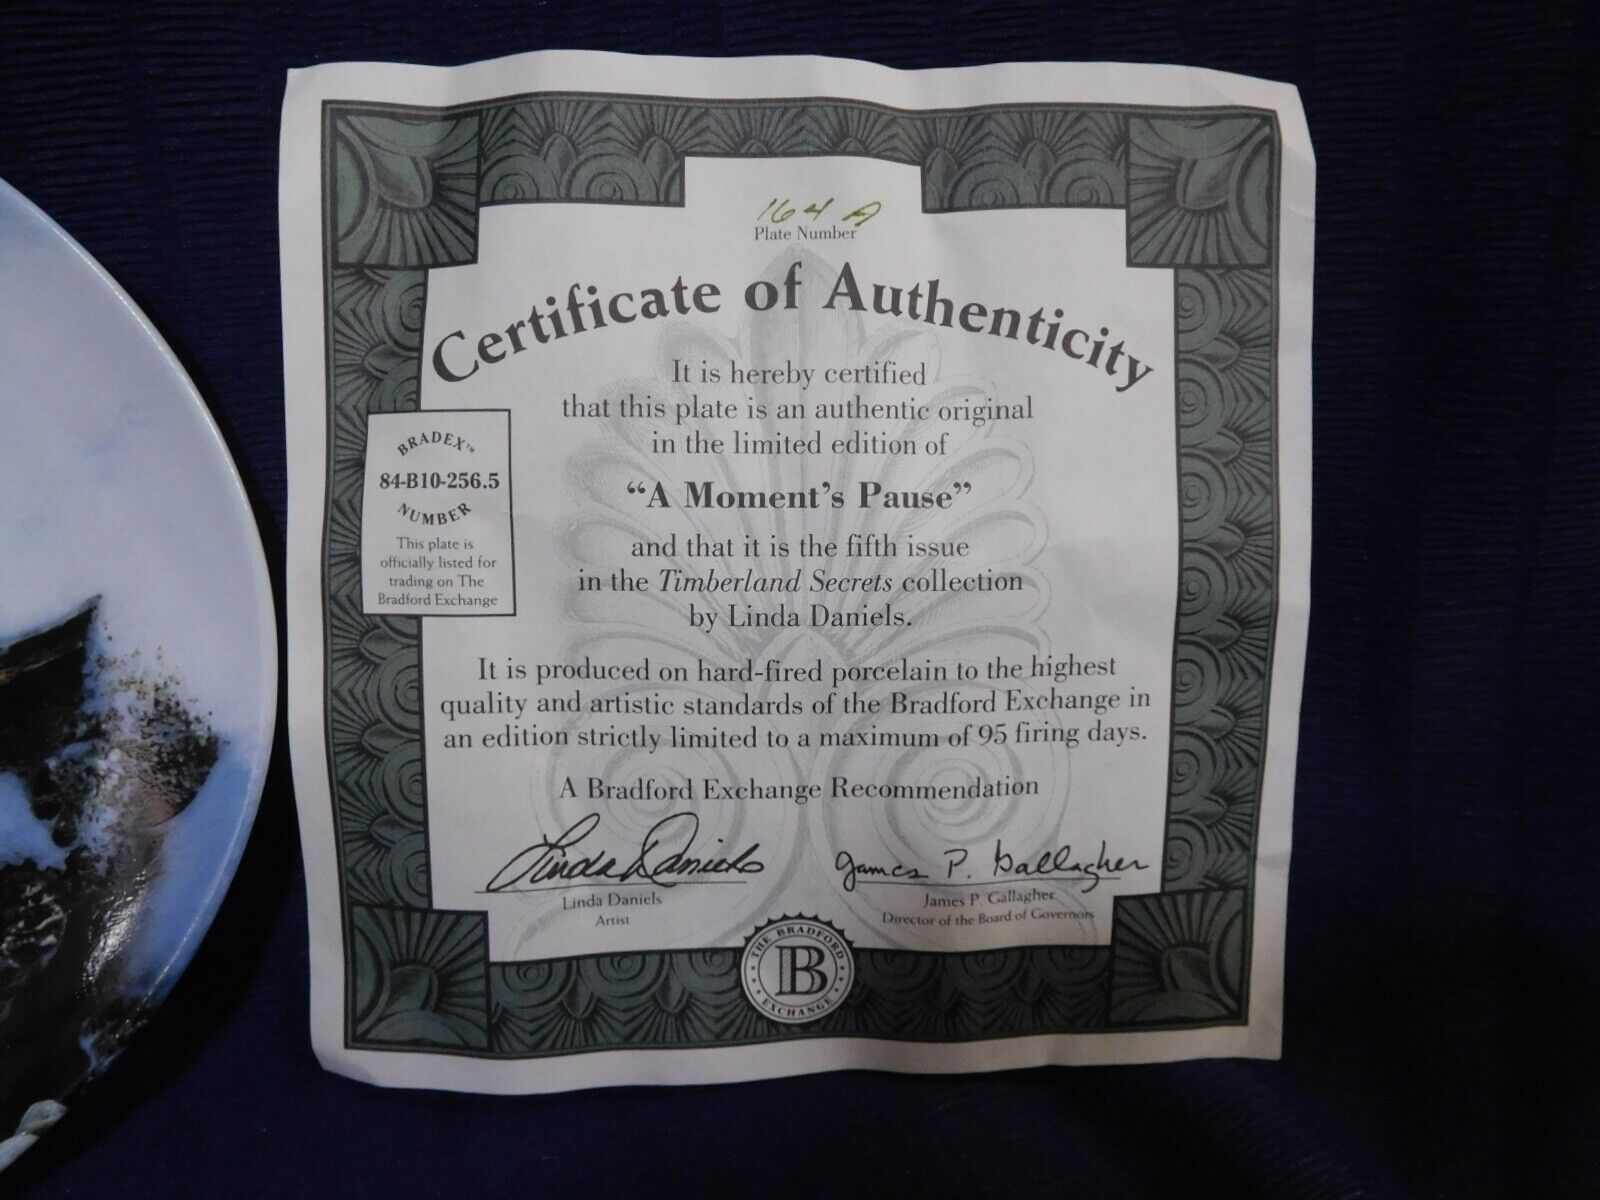 164 A
Plate Number
Certificate of Authenticity
It is hereby certified
that this plate is an authentic original
in the limited edition of
“A Moment’s Pause”
and that it is the fifth issue
in the Timberland Secrets collection
by Linda Daniels.
BRADEX™
84-B10-256.5
NUMBER
This plate is
officially listed for
trading on The
Bradford Exchange
It is produced on hard-fired porcelain to the highest
quality and artistic standards of the Bradford Exchange in
an edition strictly limited to a maximum of 95 firing days.
A Bradford Exchange Recommendation
Linda Daniels
Linda Daniels
Artist
James P. Gallagher
James P. Gallagher
Director of the Board of Governors
THE BRADFORD
B
EXCHANGE